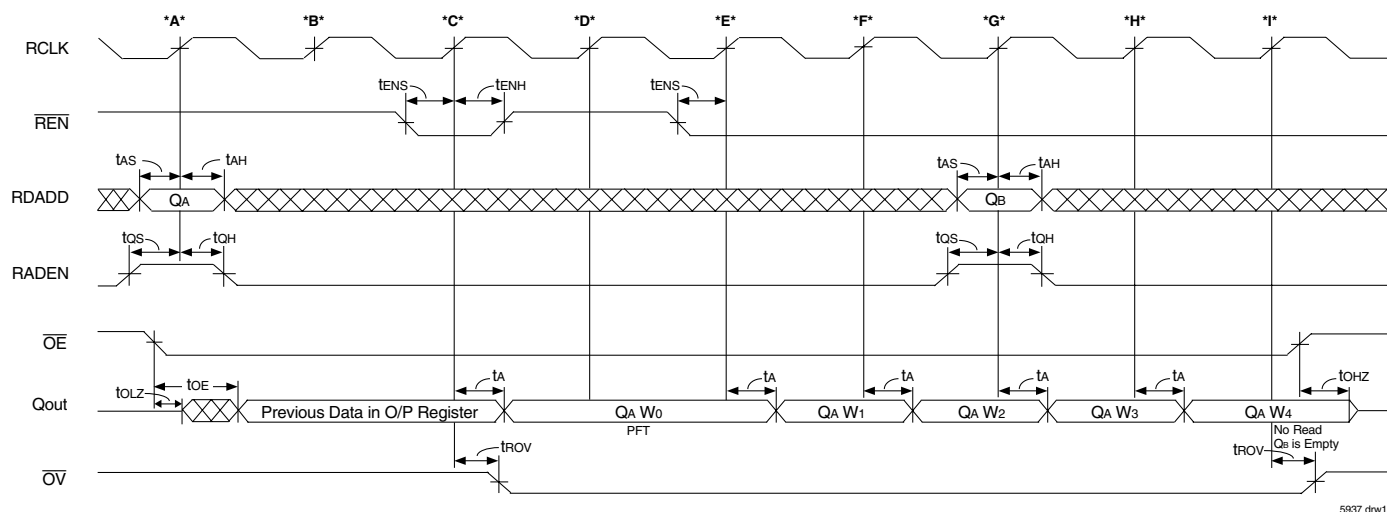 *A* *B* *C* *D* *E* *F* *G* *H* *I*
RCLK
tENS tENH tENS
REN
tAS tAH tAS tAH
RDADD QA QB
tQS tQH tQS tQH
RADEN
OE
tOLZ tOE tA tA tA tA tA tOHZ
Qout Previous Data in O/P Register QA W0 QA W1 QA W2 QA W3 QA W4
PFT No Read
QB is Empty
tROV tROV
OV
5937 drw1